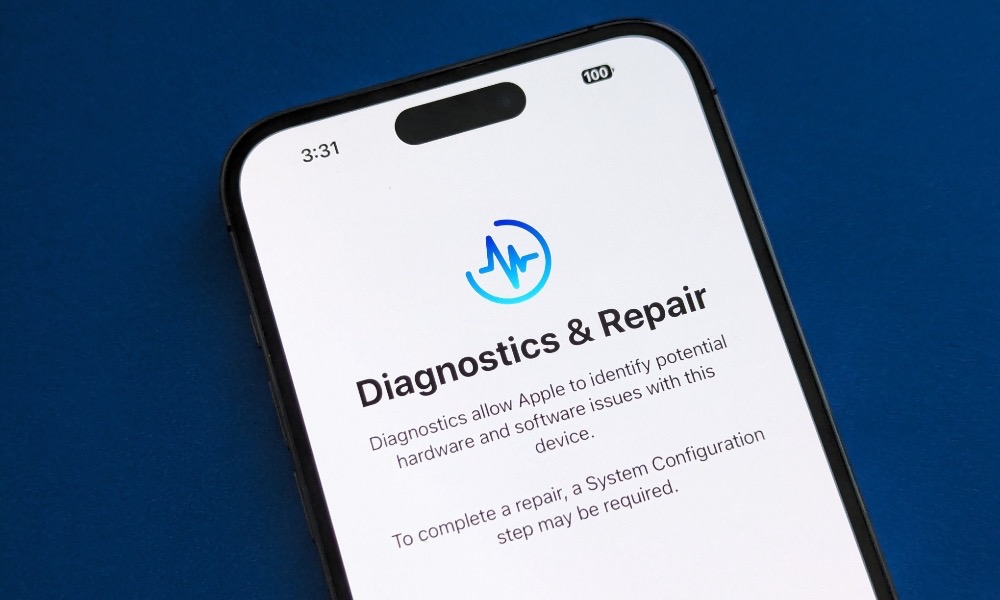 3:31
100
Diagnostics & Repair
Diagnostics allow Apple to identify potential
hardware and software issues with this
device.
To complete a repair, a System Configuration
step may be required.